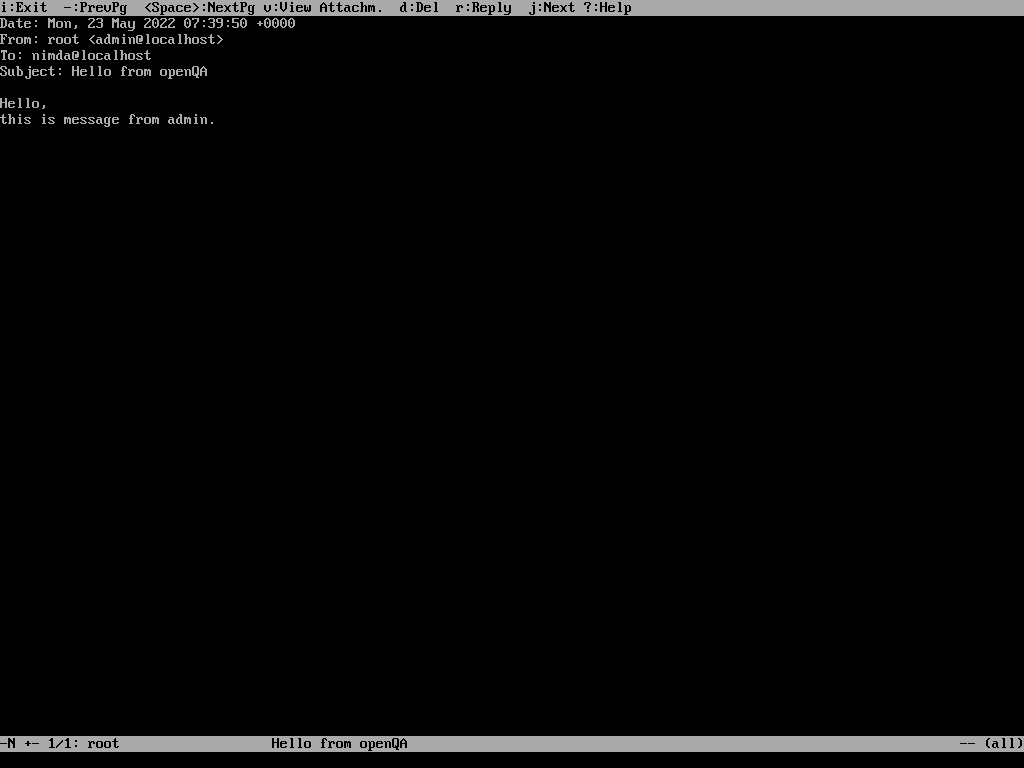 i:Exit  -:PrevPg  <Space>:NextPg v:View Attachm.  d:Del  r:Reply  j:Next ?:Help
Date: Mon, 23 May 2022 07:39:50 +0000
From: root <admin@localhost>
To: nimda@localhost
Subject: Hello from openQA
Hello,
this is message from admin.
-N +- 1/1: root                   Hello from openQA                                                                     -- (all)